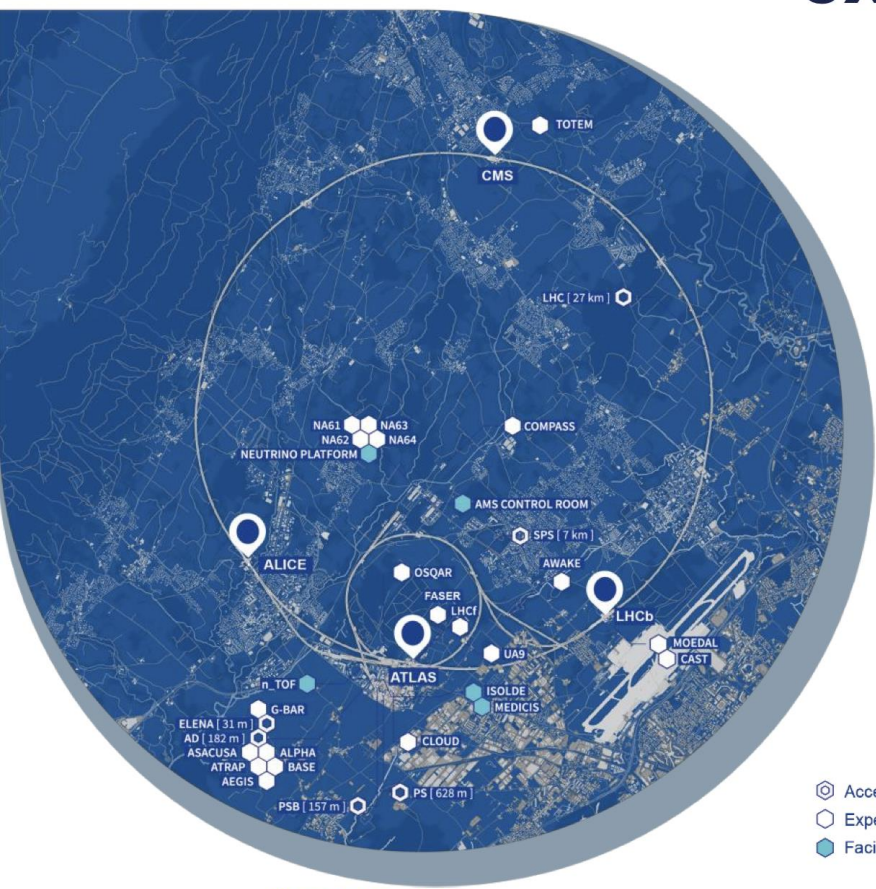 TOTEM
CMS
LHC [ 27 km ]
NA61
NA63
NA62
NA64
NEUTRINO PLATFORM
COMPASS
AMS CONTROL ROOM
SPS [ 7 km ]
ALICE
OSQAR
AWAKE
FASER
LHCf
LHCb
ATLAS
UA9
MOEDAL
CAST
n_TOF
ISOLDE
MEDICIS
G-BAR
ELENA [ 31 m ]
AD [ 182 m ]
ASACUSA
ALPHA
ATRAP
BASE
AEGIS
CLOUD
PSB [ 157 m ]
PS [ 628 m ]
Acce
Expe
Faci